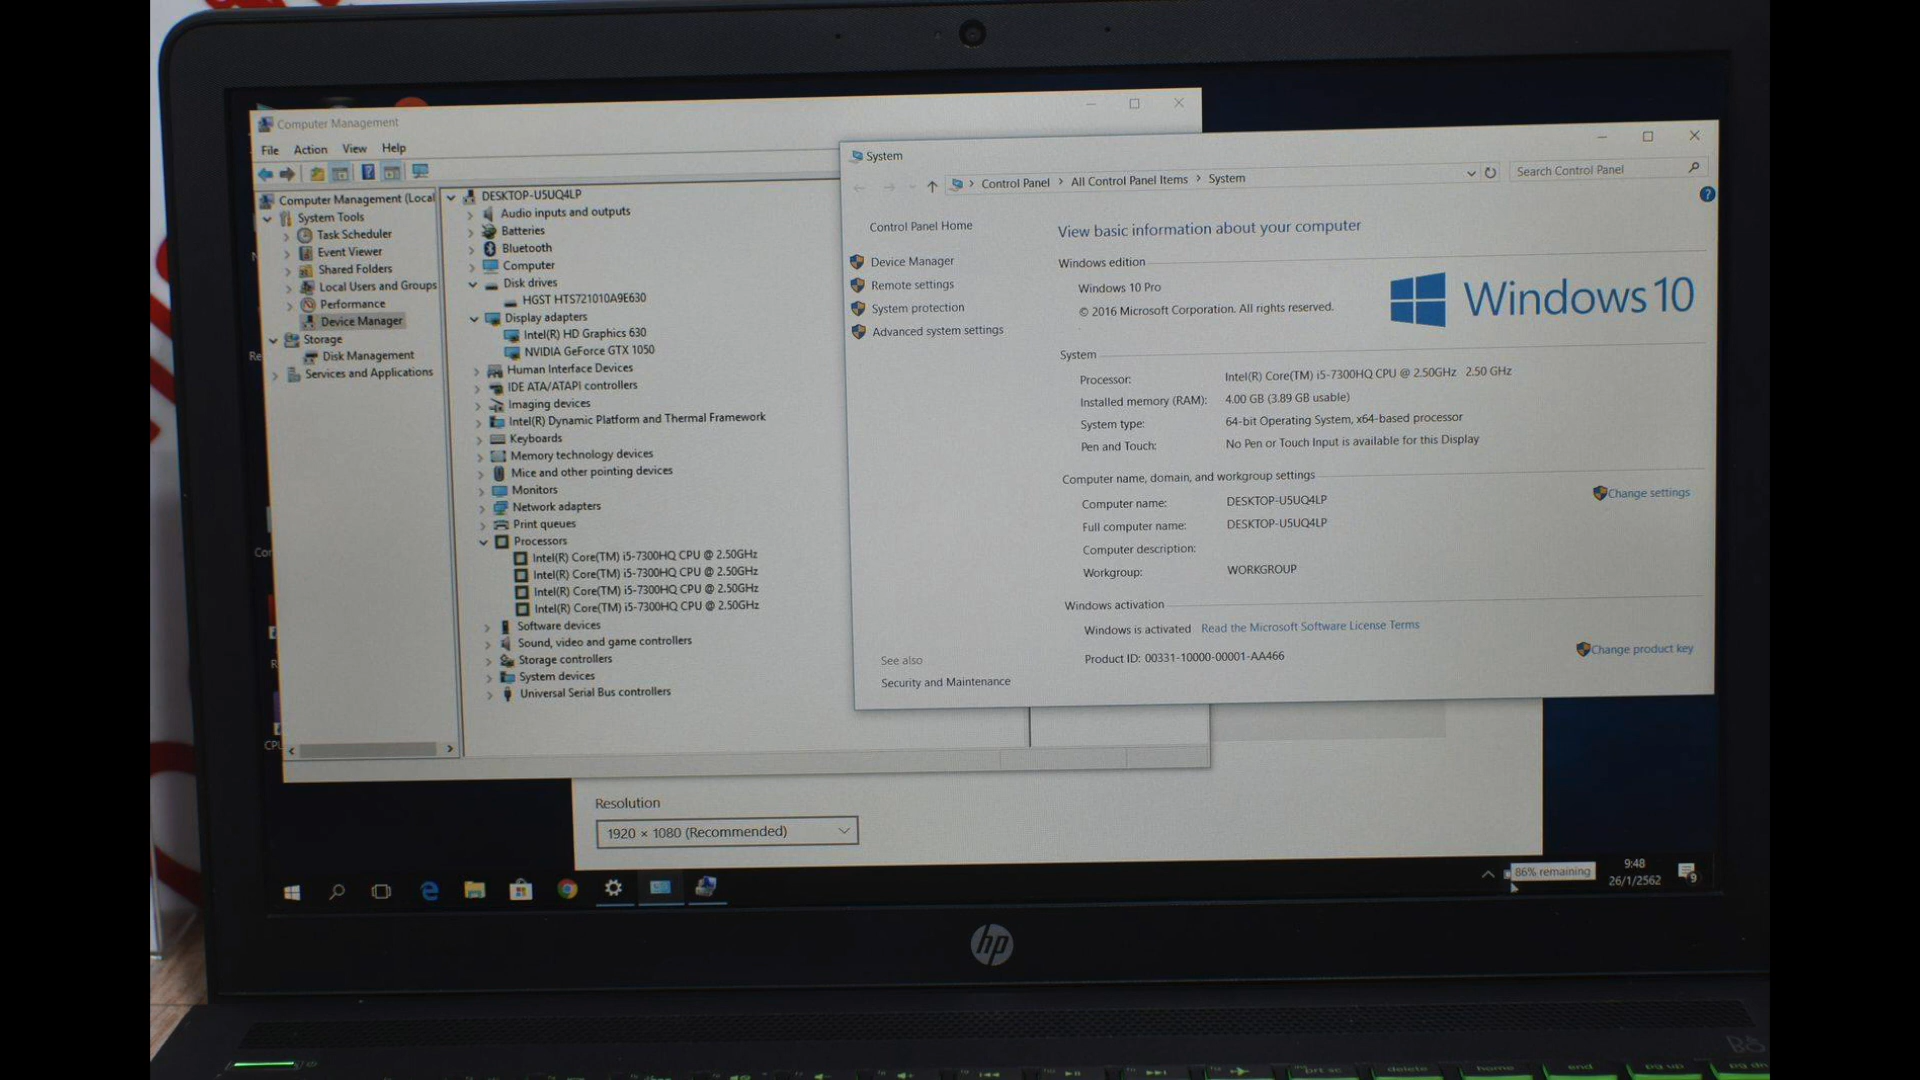 Computer Management
File Action View Help
Computer Management (Local
System Tools
Task Scheduler
Event Viewer
Shared Folders
Local Users and Groups
Performance
Device Manager
Storage
Disk Management
Services and Applications
DESKTOP-U5UQ4LP
Audio inputs and outputs
Batteries
Bluetooth
Computer
Disk drives
HGST HTS721010A9E630
Display adapters
Intel(R) HD Graphics 630
NVIDIA GeForce GTX 1050
Human Interface Devices
IDE ATA/ATAPI controllers
Imaging devices
Intel(R) Dynamic Platform and Thermal Framework
Keyboards
Memory technology devices
Mice and other pointing devices
Monitors
Network adapters
Print queues
Processors
Intel(R) Core(TM) i5-7300HQ CPU @ 2.50GHz
Intel(R) Core(TM) i5-7300HQ CPU @ 2.50GHz
Intel(R) Core(TM) i5-7300HQ CPU @ 2.50GHz
Intel(R) Core(TM) i5-7300HQ CPU @ 2.50GHz
Software devices
Sound, video and game controllers
Storage controllers
System devices
Universal Serial Bus controllers
System
Control Panel > All Control Panel Items > System
Search Control Panel
Control Panel Home
Device Manager
Remote settings
System protection
Advanced system settings
See also
Security and Maintenance
View basic information about your computer
Windows edition
Windows 10 Pro
© 2016 Microsoft Corporation. All rights reserved.
Windows 10
System
Processor: Intel(R) Core(TM) i5-7300HQ CPU @ 2.50GHz 2.50 GHz
Installed memory (RAM): 4.00 GB (3.89 GB usable)
System type: 64-bit Operating System, x64-based processor
Pen and Touch: No Pen or Touch Input is available for this Display
Computer name, domain, and workgroup settings
Computer name: DESKTOP-U5UQ4LP
Change settings
Full computer name: DESKTOP-U5UQ4LP
Computer description:
Workgroup: WORKGROUP
Windows activation
Windows is activated Read the Microsoft Software License Terms
Product ID: 00331-10000-00001-AA466
Change product key
Resolution
1920 × 1080 (Recommended)
86% remaining
9:48
26/1/2562
9
hp
prt sc
delete
home
end
pg up
pg dn